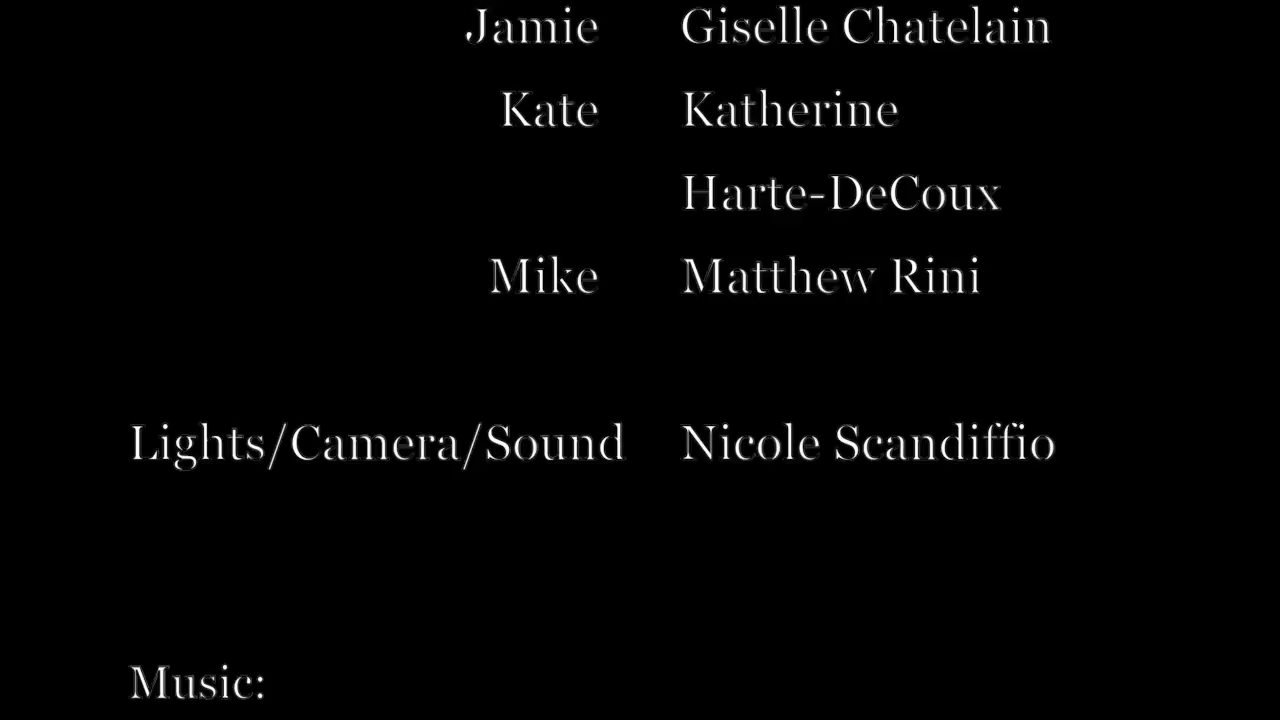 Jamie Giselle Chatelain
Kate Katherine
Harte-DeCoux
Mike Matthew Rini
Lights/Camera/Sound Nicole Scandiffio
Music: